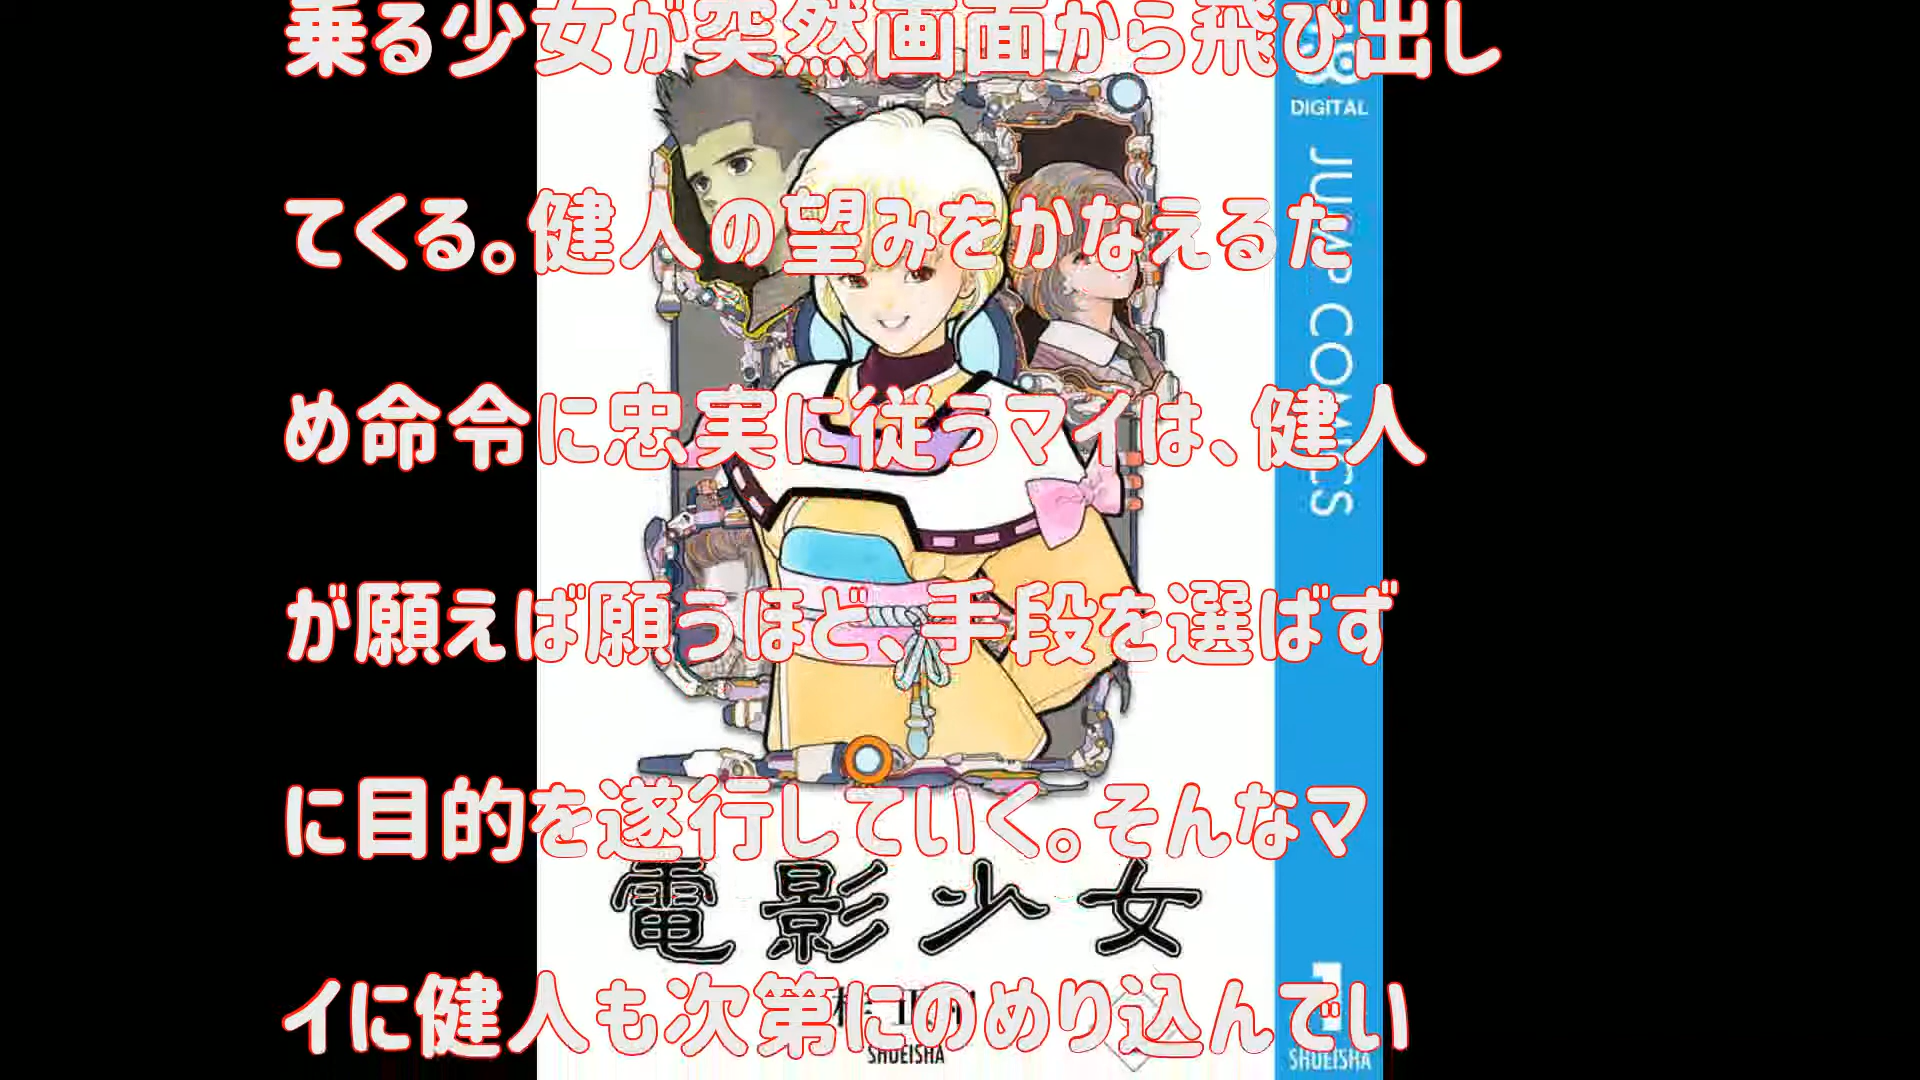 乗る少女が突然画面から飛び出し
てくる。健人の望みをかなえるた
め命令に忠実に従うマイは、健人
が願えば願うほど、手段を選ばず
に目的を遂行していく。そんなマ
イに健人も次第にのめり込んでい
DIGITAL
JUMP COMICS
電影少女
SHUEISHA
1
SHUEISHA